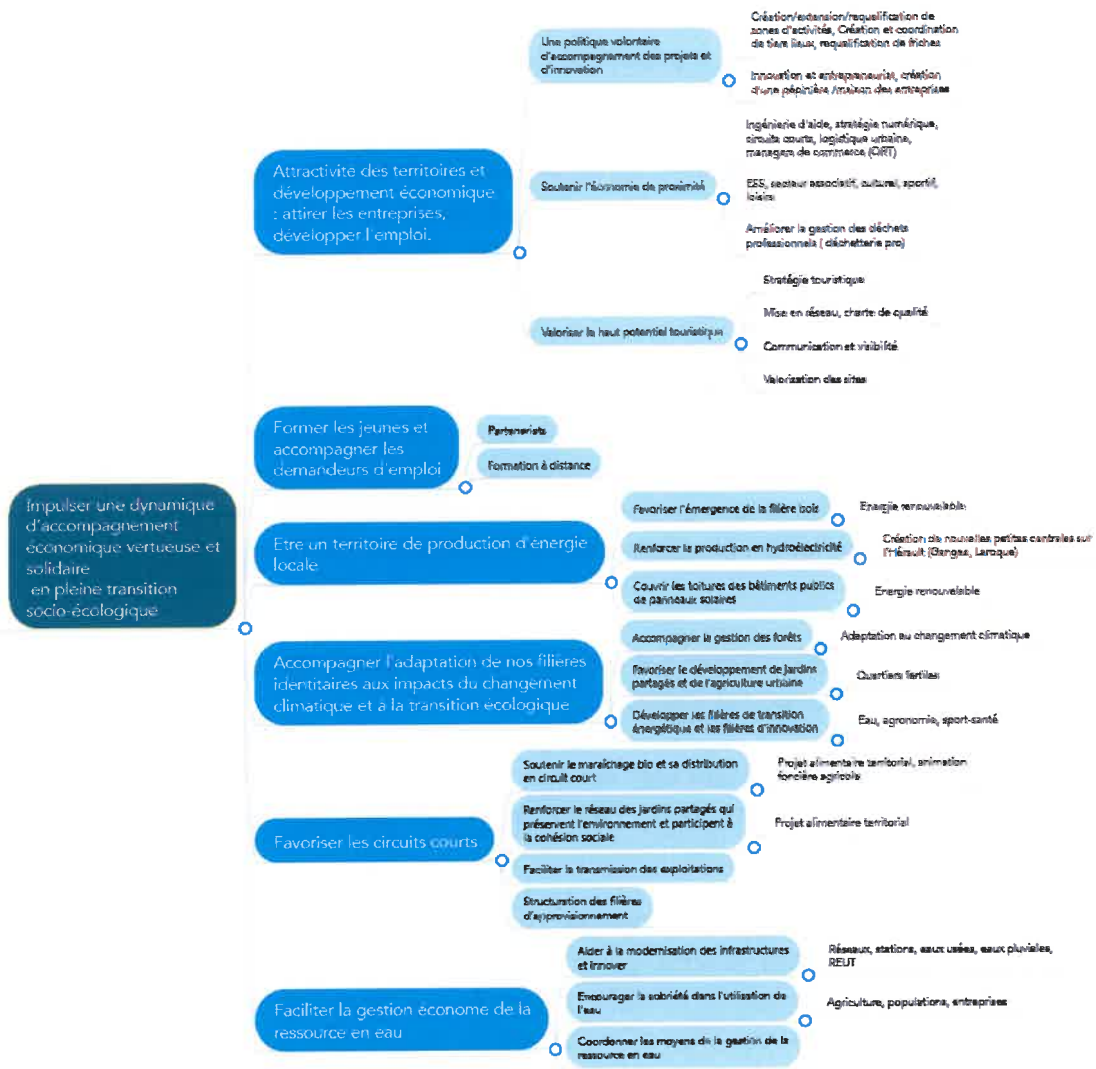 Impulser une dynamique
d'accompagnement
économique vertueuse et
solidaire
en pleine transition
socio-écologique
Attractivité des territoires et
développement économique
: attirer les entreprises,
développer l'emploi.
Une politique volontaire
d'accompagnement des projets et
d'innovation
Création/extension/requalification de
zones d'activités, Création et coordination
de tiers lieux, requalification de friches
Innovation et entrepreneuriat, création
d'une pépinière /maison des entreprises
Soutenir l'économie de proximité
Ingénierie d'aide, stratégie numérique,
circuits courts, logistique urbaine,
managers de commerce (ORT)
ESS, secteur associatif, culturel, sportif,
loisirs
Améliorer la gestion des déchets
professionnels ( déchetterie pro)
Valoriser le haut potentiel touristique
Stratégie touristique
Mise en réseau, charte de qualité
Communication et visibilité
Valorisation des sites
Former les jeunes et
accompagner les
demandeurs d'emploi
Partenariats
Formation à distance
Etre un territoire de production d'énergie
locale
Favoriser l'émergence de la filière bois
Energie renouvelable
Renforcer la production en hydroélectricité
Création de nouvelles petites centrales sur
l'Hérault (Ganges, Laroque)
Couvrir les toitures des bâtiments publics
de panneaux solaires
Energie renouvelable
Accompagner l'adaptation de nos filières
identitaires aux impacts du changement
climatique et à la transition écologique
Accompagner la gestion des forêts
Adaptation au changement climatique
Favoriser le développement de jardins
partagés et de l'agriculture urbaine
Quartiers fertiles
Développer les filières de transition
énergétique et les filières d'innovation
Eau, agronomie, sport-santé
Favoriser les circuits courts
Soutenir le maraîchage bio et sa distribution
en circuit court
Projet alimentaire territorial, animation
foncière agricole
Renforcer le réseau des jardins partagés qui
préservent l'environnement et participent à
la cohésion sociale
Projet alimentaire territorial
Faciliter la transmission des exploitations
Structuration des filières
d'approvisionnement
Faciliter la gestion économe de la
ressource en eau
Aider à la modernisation des infrastructures
et innover
Réseaux, stations, eaux usées, eaux pluviales,
REUT
Encourager la sobriété dans l'utilisation de
l'eau
Agriculture, populations, entreprises
Coordonner les moyens de la gestion de la
ressource en eau